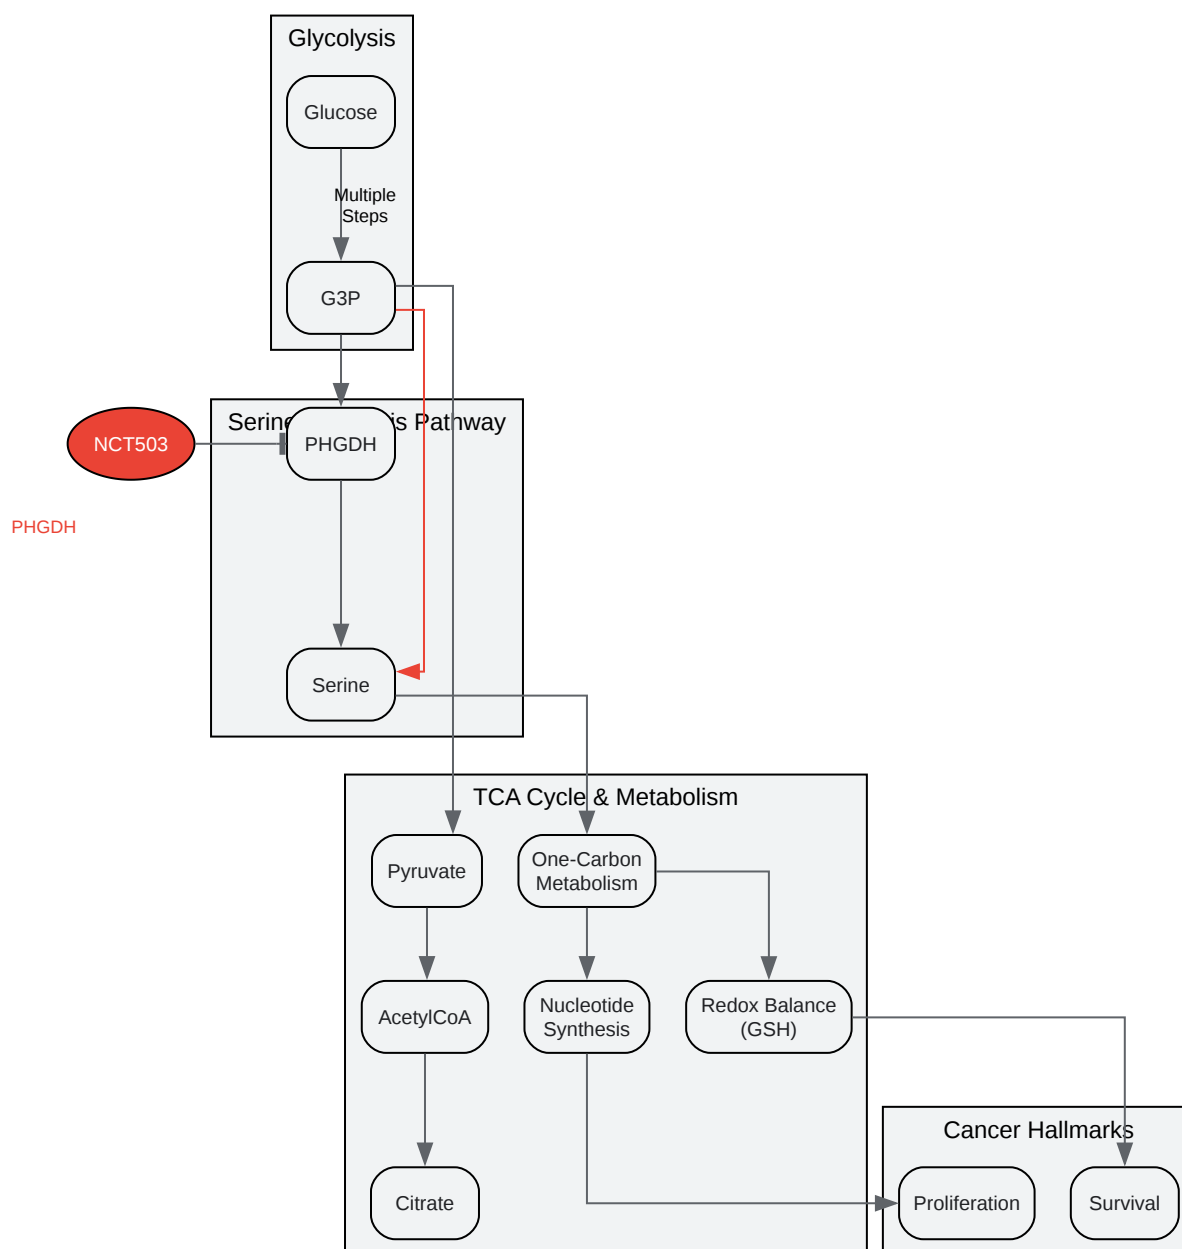 Glycolysis
Glucose
Multiple
Steps
G3P
Serine is Pathway
NCT503
PHGDH
PHGDH
Serine
TCA Cycle & Metabolism
Pyruvate
One-Carbon
Metabolism
AcetylCoA
Nucleotide
Synthesis
Redox Balance
(GSH)
Cancer Hallmarks
Citrate
Proliferation
Survival